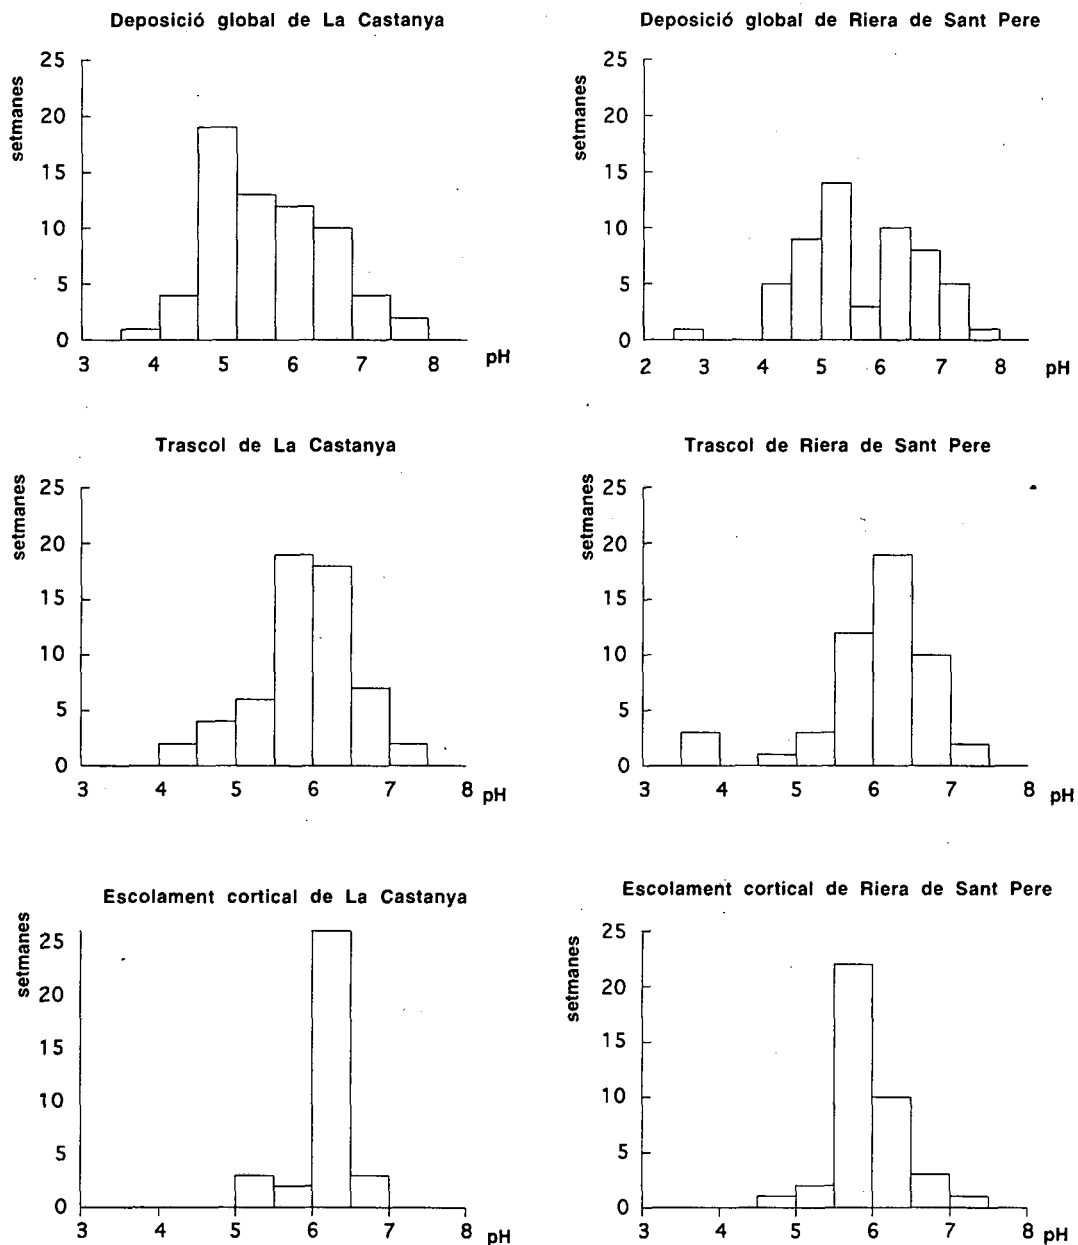 Deposició global de La Castanya
setmanes
25
20
15
10
5
0
3 4 5 6 7 8 pH
Deposició global de Riera de Sant Pere
setmanes
25
20
15
10
5
0
2 3 4 5 6 7 8 pH
Trascol de La Castanya
setmanes
25
20
15
10
5
0
3 4 5 6 7 8 pH
Trascol de Riera de Sant Pere
setmanes
25
20
15
10
5
0
3 4 5 6 7 8 pH
Escolament cortical de La Castanya
setmanes
25
20
15
10
5
0
3 4 5 6 7 8 pH
Escolament cortical de Riera de Sant Pere
setmanes
25
20
15
10
5
0
3 4 5 6 7 8 pH